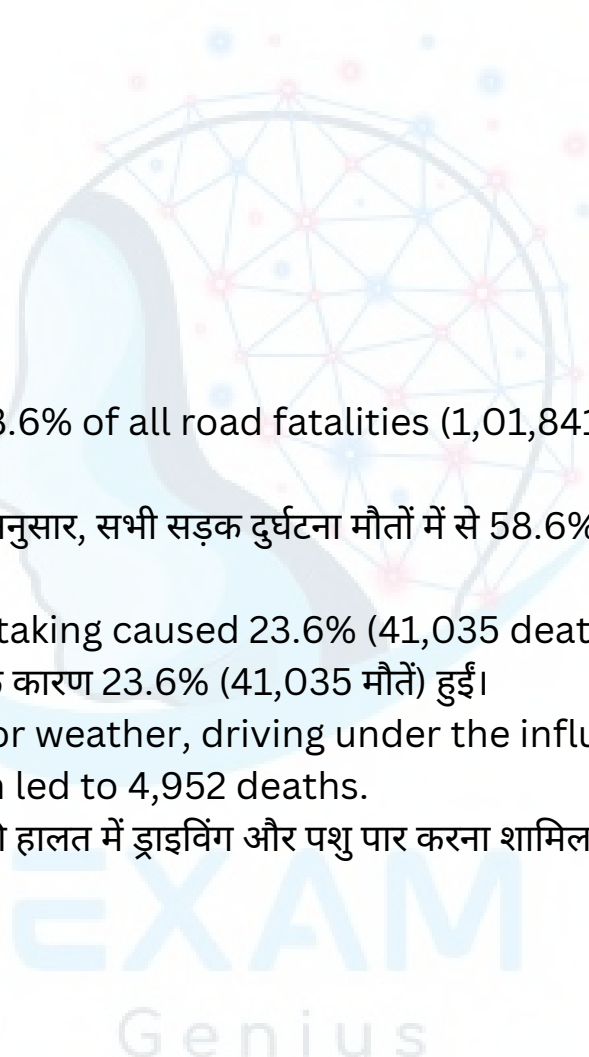 8.6% of all road fatalities (1,01,841
नुसार, सभी सड़क दुर्घटना मौतों में से 58.6%
taking caused 23.6% (41,035 deat
कारण 23.6% (41,035 मौतें) हुईं।
or weather, driving under the influ
led to 4,952 deaths.
हालत में ड्राइविंग और पशु पार करना शामिल
EXAM
Genius